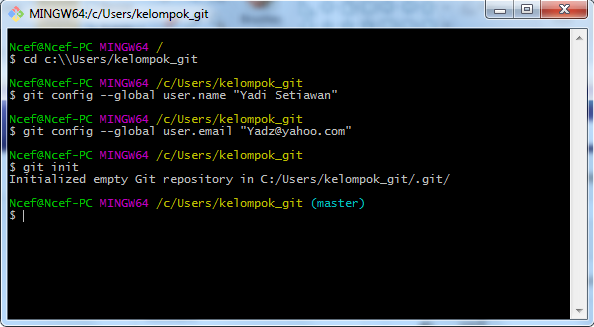 MINGW64:/c/Users/kelompok_git
Ncef@Ncef-PC MINGW64 /
$ cd c:\\Users/kelompok_git
Ncef@Ncef-PC MINGW64 /c/Users/kelompok_git
$ git config --global user.name "Yadi Setiawan"
Ncef@Ncef-PC MINGW64 /c/Users/kelompok_git
$ git config --global user.email "Yadz@yahoo.com"
Ncef@Ncef-PC MINGW64 /c/Users/kelompok_git
$ git init
Initialized empty Git repository in C:/Users/kelompok_git/.git/
Ncef@Ncef-PC MINGW64 /c/Users/kelompok_git (master)
$